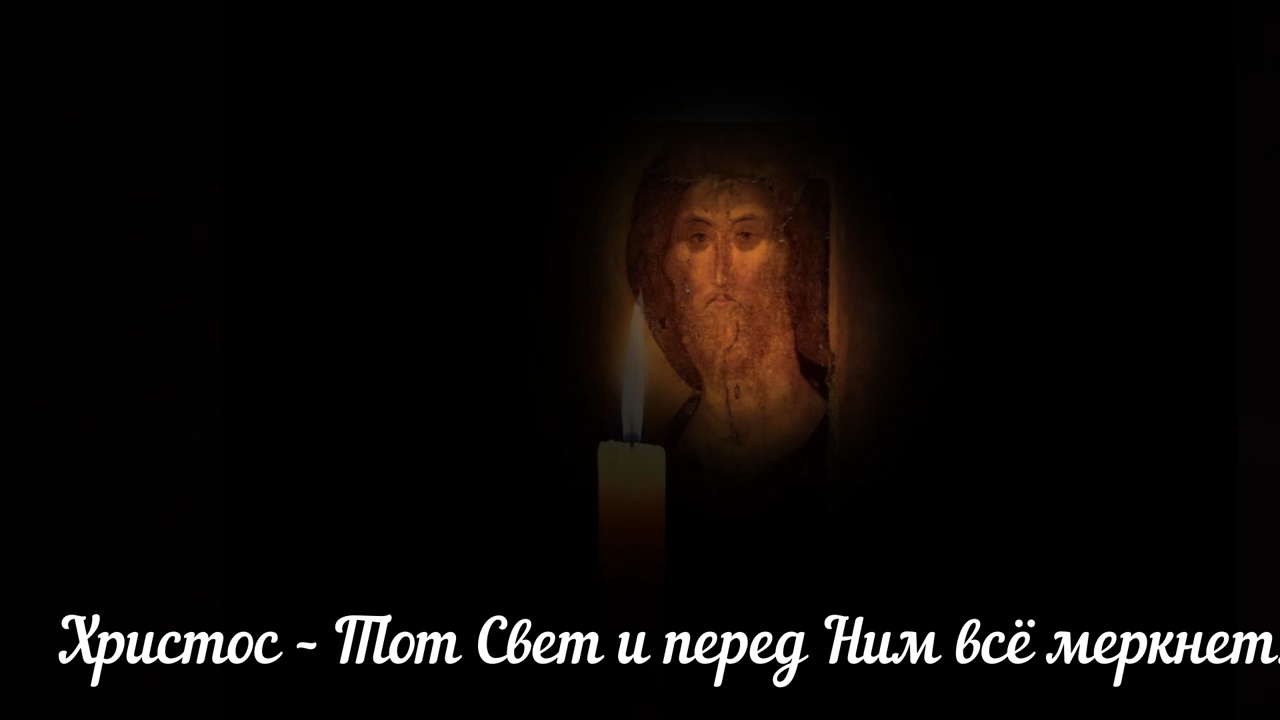 Христос ~ Тот Свет и перед Ним всё меркнет.